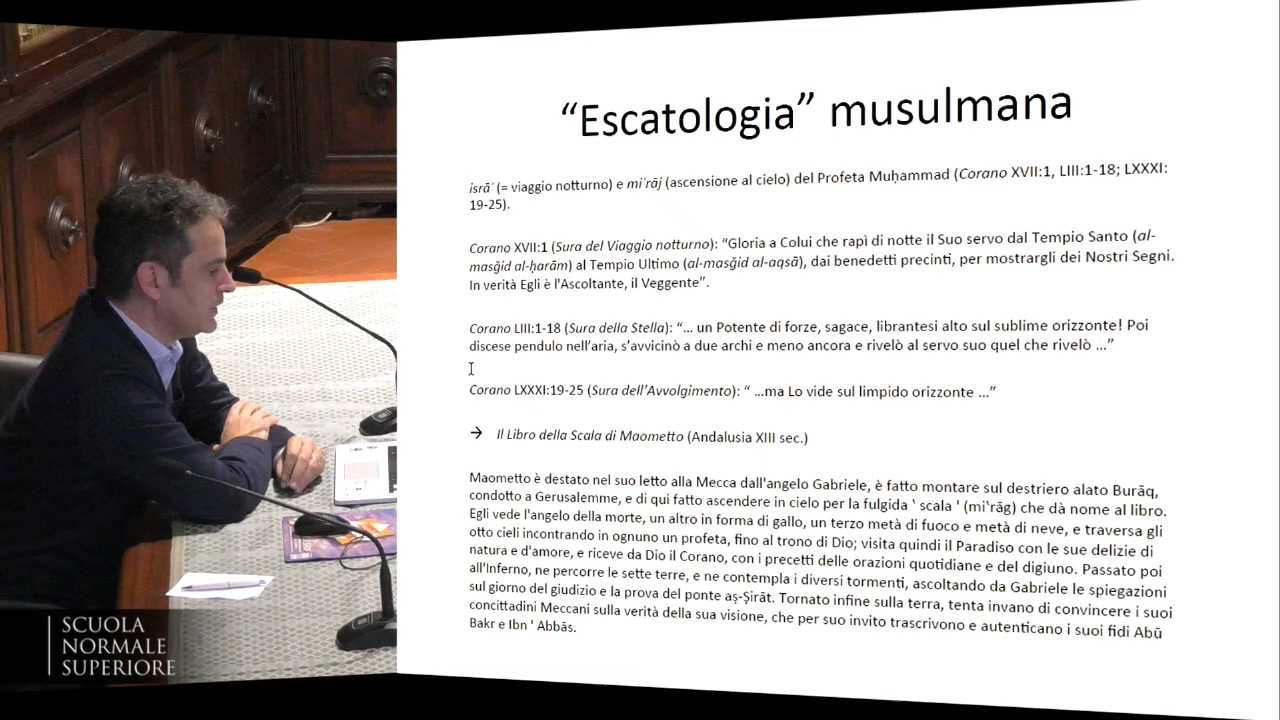 “Escatologia” musulmana
isrāʾ (= viaggio notturno) e miʿrāj (ascensione al cielo) del Profeta Muḥammad (Corano XVII:1, LIII:1-18; LXXXI:
19-25).
Corano XVII:1 (Sura del Viaggio notturno): “Gloria a Colui che rapì di notte il Suo servo dal Tempio Santo (al-
masǧid al-ḥarām) al Tempio Ultimo (al-masǧid al-aqsā), dai benedetti precinti, per mostrargli dei Nostri Segni.
In verità Egli è l'Ascoltante, il Veggente”.
Corano LIII:1-18 (Sura della Stella): “... un Potente di forze, sagace, librantesi alto sul sublime orizzonte! Poi
discese pendulo nell’aria, s’avvicinò a due archi e meno ancora e rivelò al servo suo quel che rivelò ...”
Corano LXXXI:19-25 (Sura dell’Avvolgimento): “ ...ma Lo vide sul limpido orizzonte ...”
→ Il Libro della Scala di Maometto (Andalusia XIII sec.)
Maometto è destato nel suo letto alla Mecca dall'angelo Gabriele, è fatto montare sul destriero alato Burāq,
condotto a Gerusalemme, e di qui fatto ascendere in cielo per la fulgida ‛ scala ' (mi‛rāg) che dà nome al libro.
Egli vede l'angelo della morte, un altro in forma di gallo, un terzo metà di fuoco e metà di neve, e traversa gli
otto cieli incontrando in ognuno un profeta, fino al trono di Dio; visita quindi il Paradiso con le sue delizie di
natura e d'amore, e riceve da Dio il Corano, con i precetti delle orazioni quotidiane e del digiuno. Passato poi
all'Inferno, ne percorre le sette terre, e ne contempla i diversi tormenti, ascoltando da Gabriele le spiegazioni
sul giorno del giudizio e la prova del ponte aṣ-Ṣirāt. Tornato infine sulla terra, tenta invano di convincere i suoi
concittadini Meccani sulla verità della sua visione, che per suo invito trascrivono e autenticano i suoi fidi Abū
Bakr e Ibn ' Abbās.
SCUOLA
NORMALE
SUPERIORE